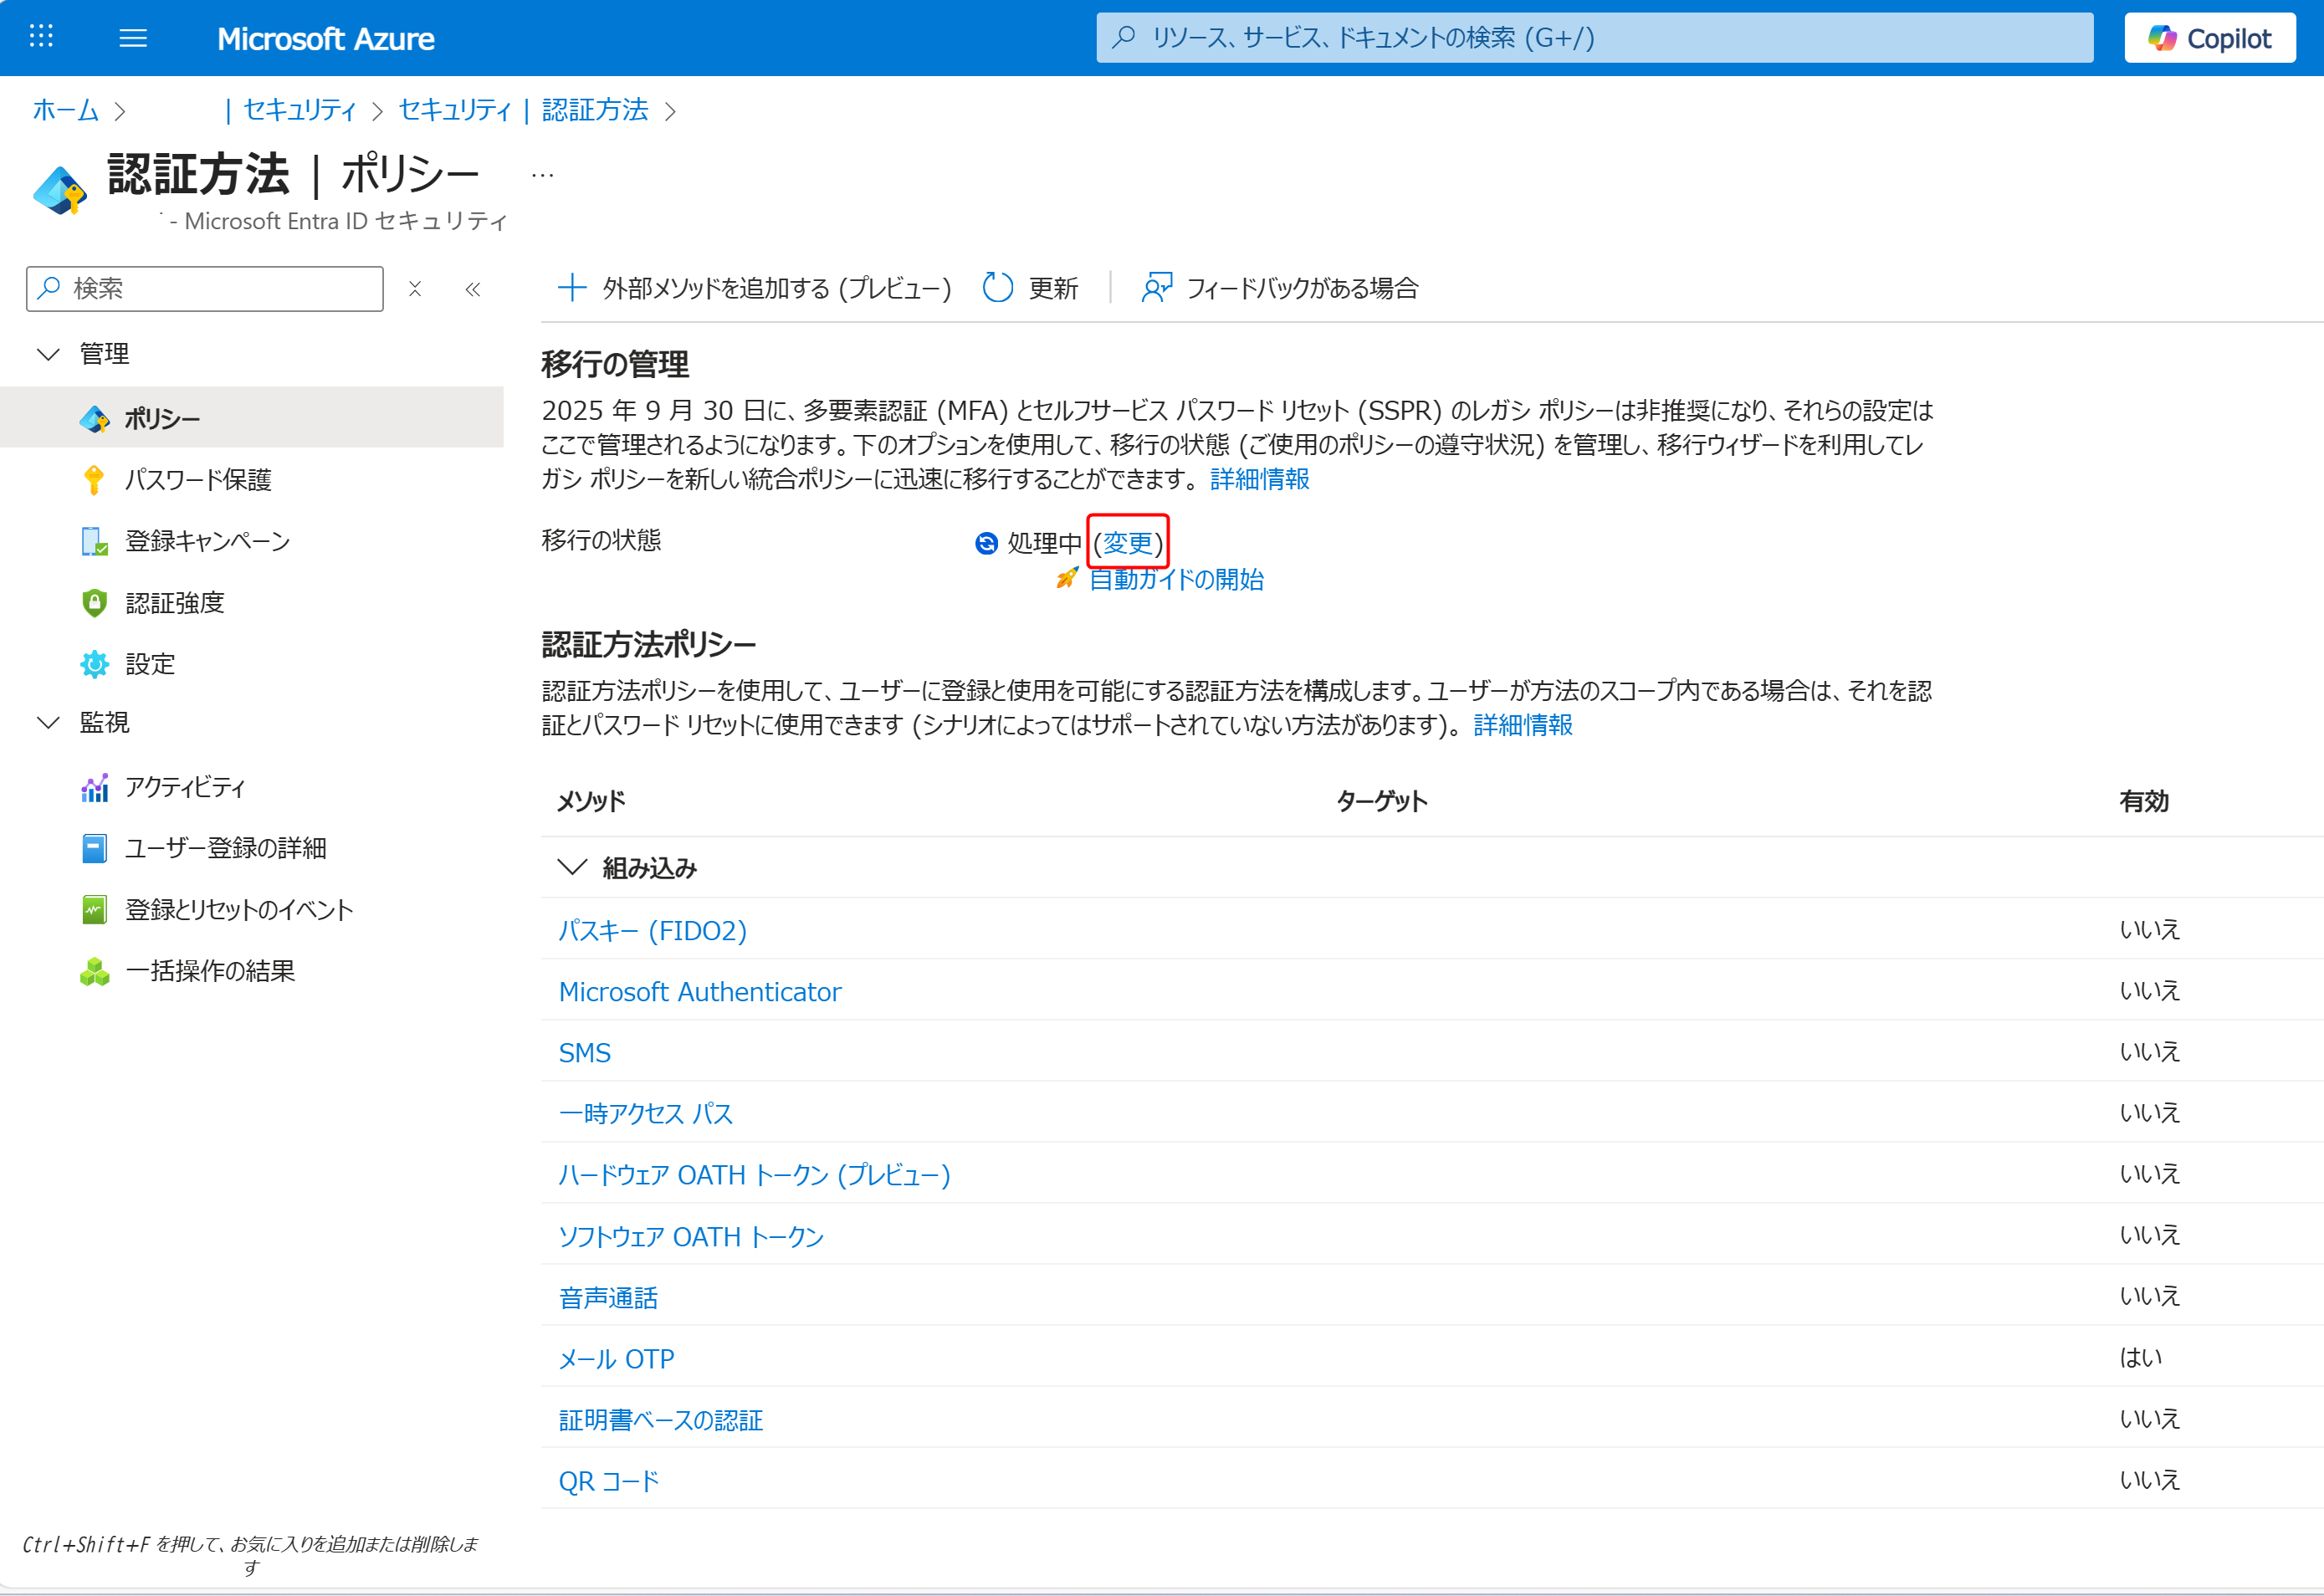 Microsoft Azure
リソース、サービス、ドキュメントの検索 (G+/)
Copilot
ホーム > | セキュリティ > セキュリティ | 認証方法 >
認証方法 | ポリシー ...
- Microsoft Entra ID セキュリティ
検索
管理
ポリシー
パスワード保護
登録キャンペーン
認証強度
設定
監視
アクティビティ
ユーザー登録の詳細
登録とリセットのイベント
一括操作の結果
Ctrl+Shift+F を押して、お気に入りを追加または削除しま
す
外部メソッドを追加する (プレビュー) 更新 フィードバックがある場合
移行の管理
2025 年 9 月 30 日に、多要素認証 (MFA) とセルフサービス パスワード リセット (SSPR) のレガシ ポリシーは非推奨になり、それらの設定は
ここで管理されるようになります。下のオプションを使用して、移行の状態 (ご使用のポリシーの遵守状況) を管理し、移行ウィザードを利用してレ
ガシ ポリシーを新しい統合ポリシーに迅速に移行することができます。 詳細情報
移行の状態 処理中 (変更)
自動ガイドの開始
認証方法ポリシー
認証方法ポリシーを使用して、ユーザーに登録と使用を可能にする認証方法を構成します。ユーザーが方法のスコープ内である場合は、それを認
証とパスワード リセットに使用できます (シナリオによってはサポートされていない方法があります)。 詳細情報
メソッド ターゲット 有効
組み込み
パスキー (FIDO2) いいえ
Microsoft Authenticator いいえ
SMS いいえ
一時アクセス パス いいえ
ハードウェア OATH トークン (プレビュー) いいえ
ソフトウェア OATH トークン いいえ
音声通話 いいえ
メール OTP はい
証明書ベースの認証 いいえ
QR コード いいえ